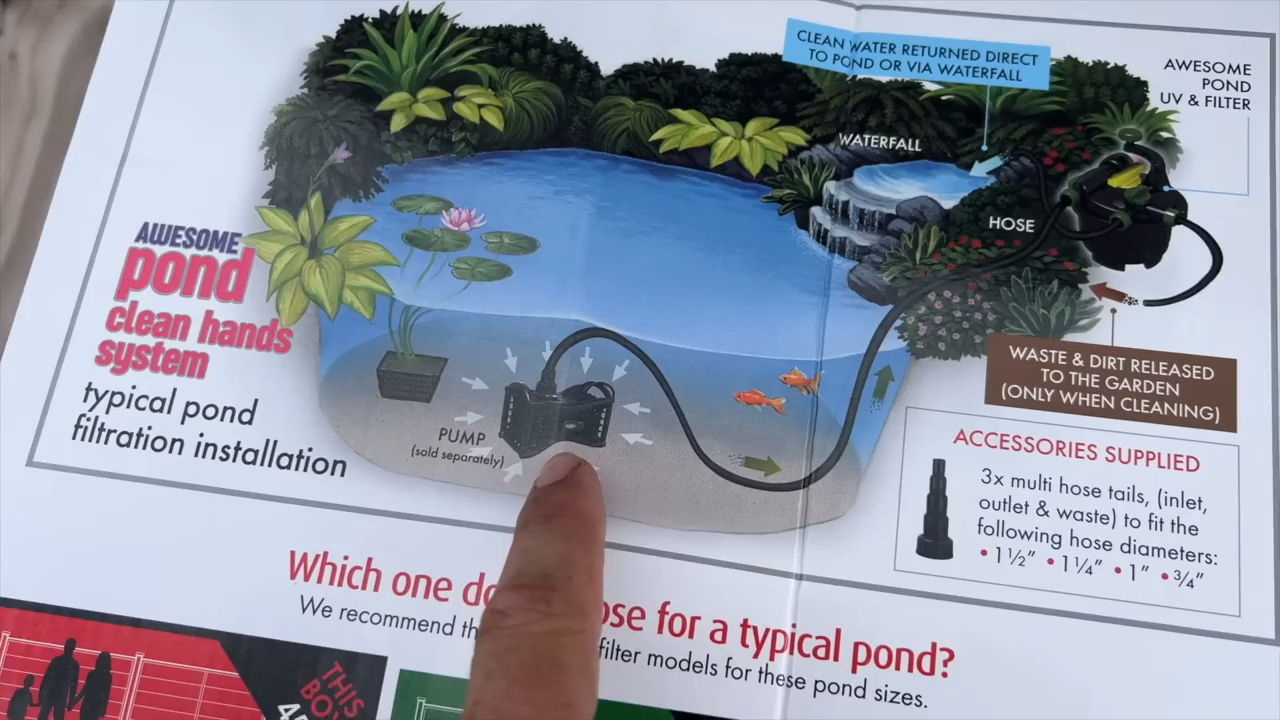 CLEAN WATER RETURNED DIRECT
TO POND OR VIA WATERFALL
AWESOME
POND
UV & FILTER
WATERFALL
HOSE
AWESOME
pond
clean hands
system
typical pond
filtration installation
PUMP
(sold separately)
WASTE & DIRT RELEASED
TO THE GARDEN
(ONLY WHEN CLEANING)
ACCESSORIES SUPPLIED
3x multi hose tails, (inlet,
outlet & waste) to fit the
following hose diameters:
• 1½" • 1¼" • 1" • ¾"
Which one for a typical pond?
We recommend filter models for these pond sizes.
THIS